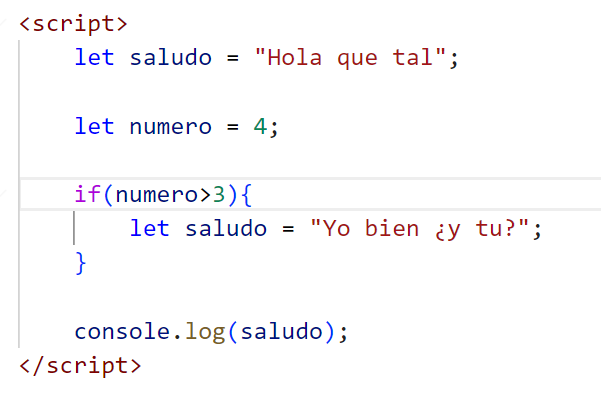 <script>
let saludo = "Hola que tal";
let numero = 4;
if(numero>3){
let saludo = "Yo bien ¿y tu?";
}
console.log(saludo);
</script>